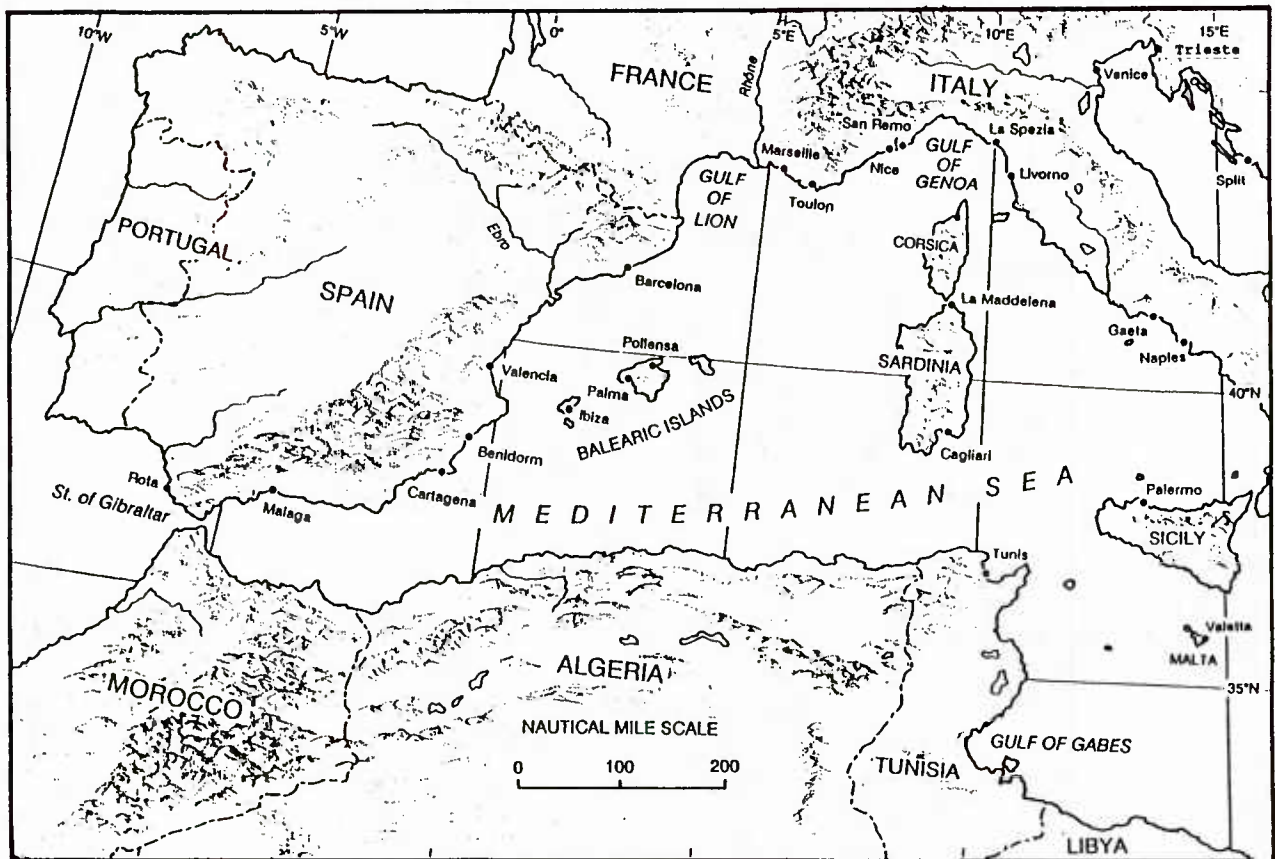 10°W
5°W
0°
5°E
10°E
15°E
Trieste
Venice
FRANCE
Rhône
ITALY
San Remo
La Spezia
Marseille
Nice
GULF
OF
GENOA
Livorno
Split
GULF
OF
LION
Toulon
PORTUGAL
Ebro
CORSICA
SPAIN
Barcelona
La Maddelena
Gaeta
Naples
Pollensa
SARDINIA
Valencia
Palma
40°N
Ibiza
BALEARIC ISLANDS
Benidorm
Cagliari
Rota
Cartagena
St. of Gibraltar
Malaga
MEDITERRANEAN SEA
Palermo
SICILY
Tunis
Valetta
MALTA
ALGERIA
35°N
MOROCCO
NAUTICAL MILE SCALE
GULF OF GABES
0 100 200
TUNISIA
LIBYA